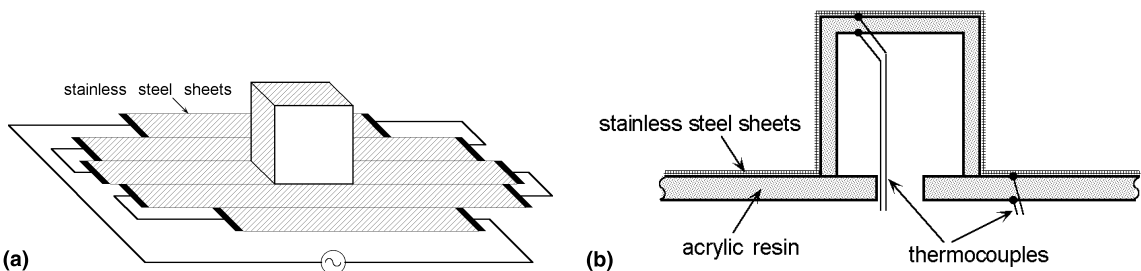 stainless steel sheets
(a)
stainless steel sheets
acrylic resin
thermocouples
(b)